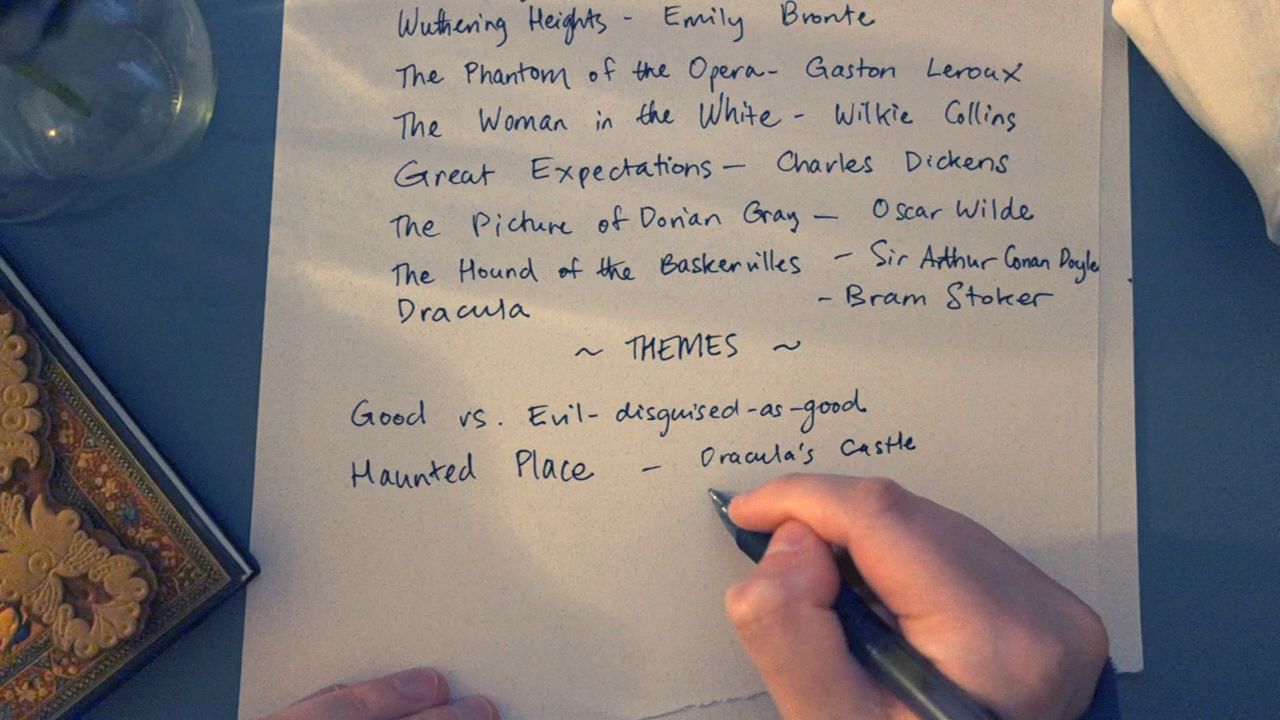 Wuthering Heights - Emily Bronte
The Phantom of the Opera - Gaston Leroux
The Woman in the White - Wilkie Collins
Great Expectations - Charles Dickens
The Picture of Dorian Gray - Oscar Wilde
The Hound of the Baskervilles - Sir Arthur Conan Doyle
Dracula - Bram Stoker
~ THEMES ~
Good vs. Evil-disguised-as-good
Haunted Place - Dracula's Castle